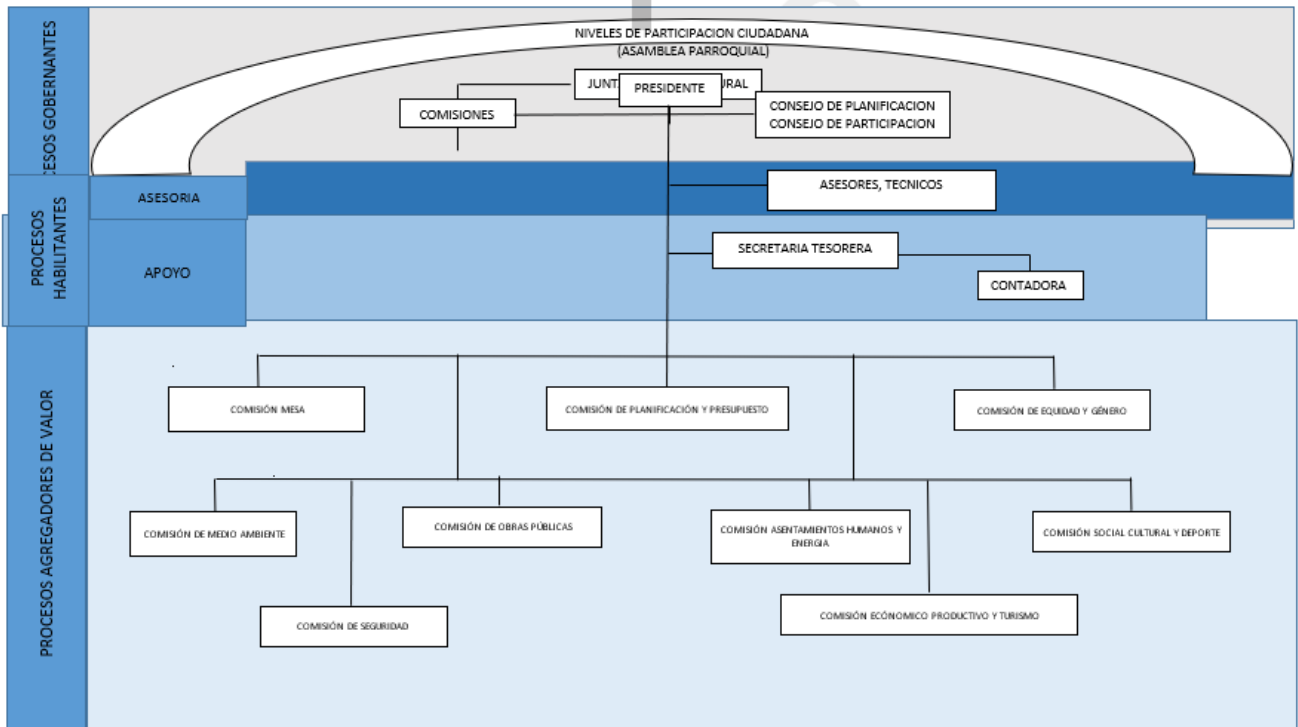 NIVELES DE PARTICIPACION CIUDADANA
(ASAMBLEA PARROQUIAL)
PRESIDENTE
COMISIONES
CONSEJO DE PLANIFICACION
CONSEJO DE PARTICIPACION
GOBERNANTES
ASESORIA
ASESORES, TECNICOS
PROCESOS
HABILITANTES
APOYO
SECRETARIA TESORERA
CONTADORA
PROCESOS AGREGADORES DE VALOR
COMISIÓN MESA
COMISIÓN DE PLANIFICACIÓN Y PRESUPUESTO
COMISIÓN DE EQUIDAD Y GÉNERO
COMISIÓN DE MEDIO AMBIENTE
COMISIÓN DE OBRAS PÚBLICAS
COMISIÓN ASENTAMIENTOS HUMANOS Y
ENERGIA
COMISIÓN SOCIAL CULTURAL Y DEPORTE
COMISIÓN DE SEGURIDAD
COMISIÓN ECÓNOMICO PRODUCTIVO Y TURISMO